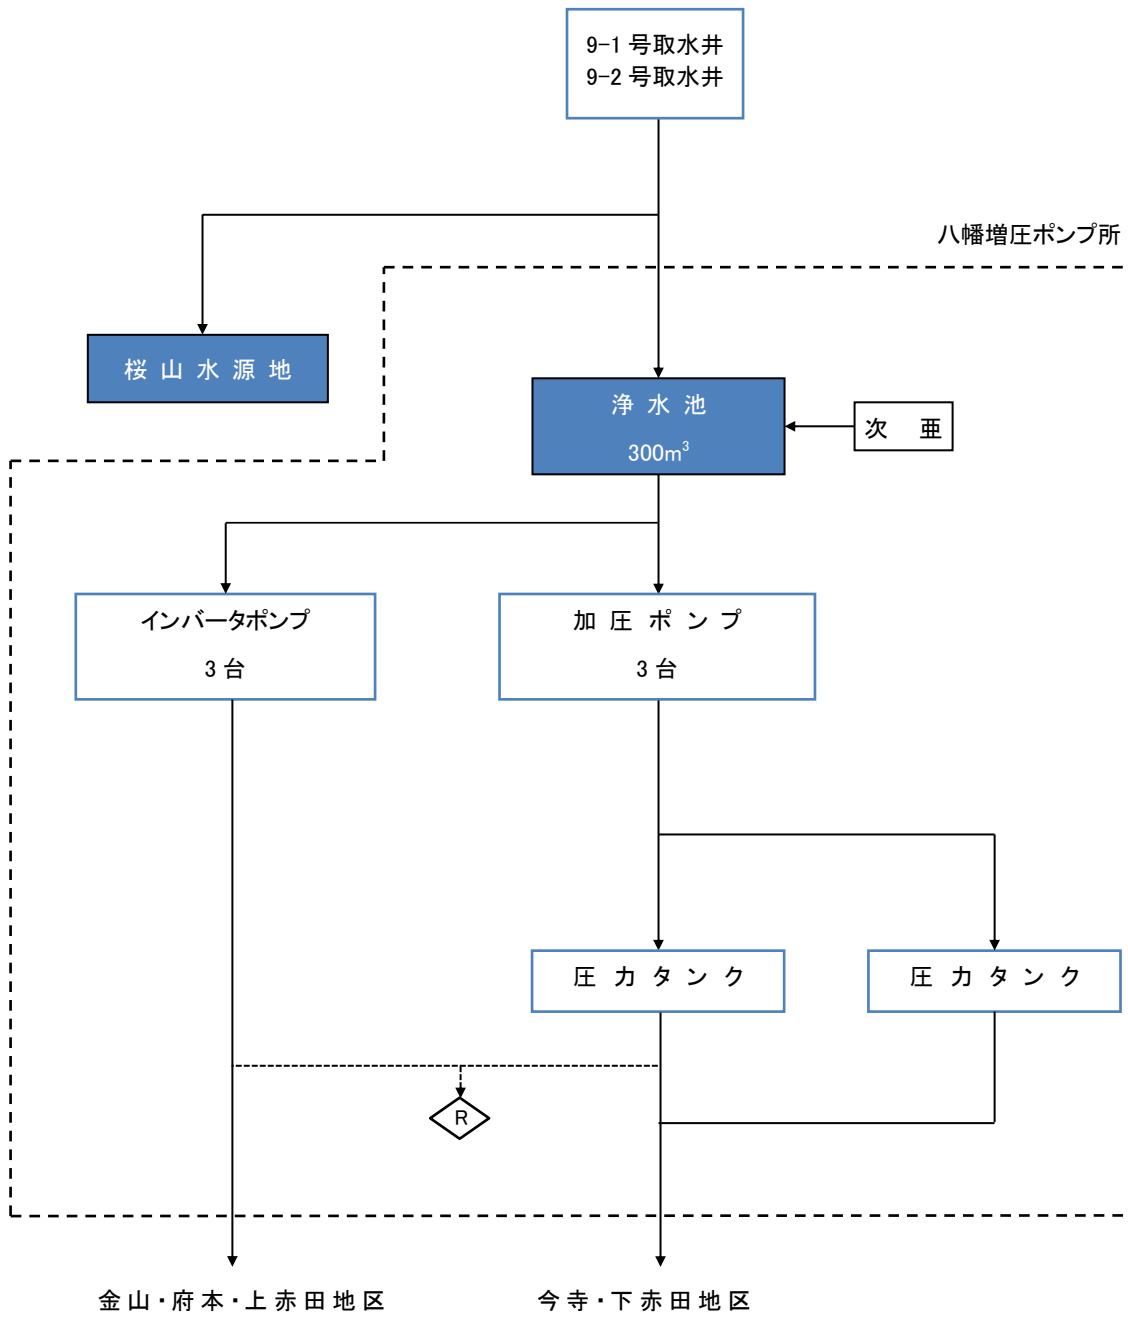 9-1 号取水井
9-2 号取水井
八幡増圧ポンプ所
桜山水源地
浄水池
300m³
次亜
インバータポンプ
3 台
加圧ポンプ
3 台
圧力タンク
圧力タンク
R
金山・府本・上赤田地区
今寺・下赤田地区